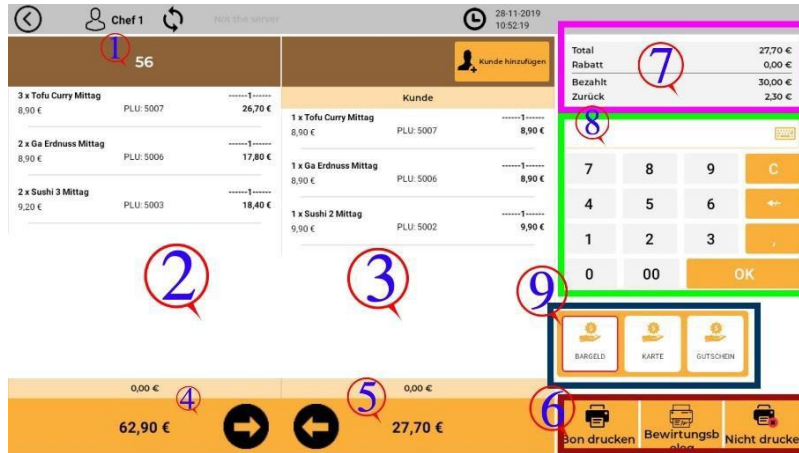 Chef 1
Not the server
28-11-2019
10:52:19
1
56
Kunde hinzufügen
3 x Tofu Curry Mittag ------1------
8,90 € PLU: 5007 26,70 €
2 x Ga Erdnuss Mittag ------1------
8,90 € PLU: 5006 17,80 €
2 x Sushi 3 Mittag ------1------
9,20 € PLU: 5003 18,40 €
2
0,00 €
4
62,90 €
Kunde
1 x Tofu Curry Mittag ------1------
8,90 € PLU: 5007 8,90 €
1 x Ga Erdnuss Mittag ------1------
8,90 € PLU: 5006 8,90 €
1 x Sushi 2 Mittag ------1------
9,90 € PLU: 5002 9,90 €
3
5
0,00 €
27,70 €
Total 27,70 €
Rabatt 0,00 €
Bezahlt 30,00 €
Zurück 2,30 €
7
8
7 8 9 C
4 5 6
1 2 3 ,
0 00 OK
9
BARGELD KARTE GUTSCHEIN
6
Bon drucken
Bewirtungsb
eleg
Nicht drucke